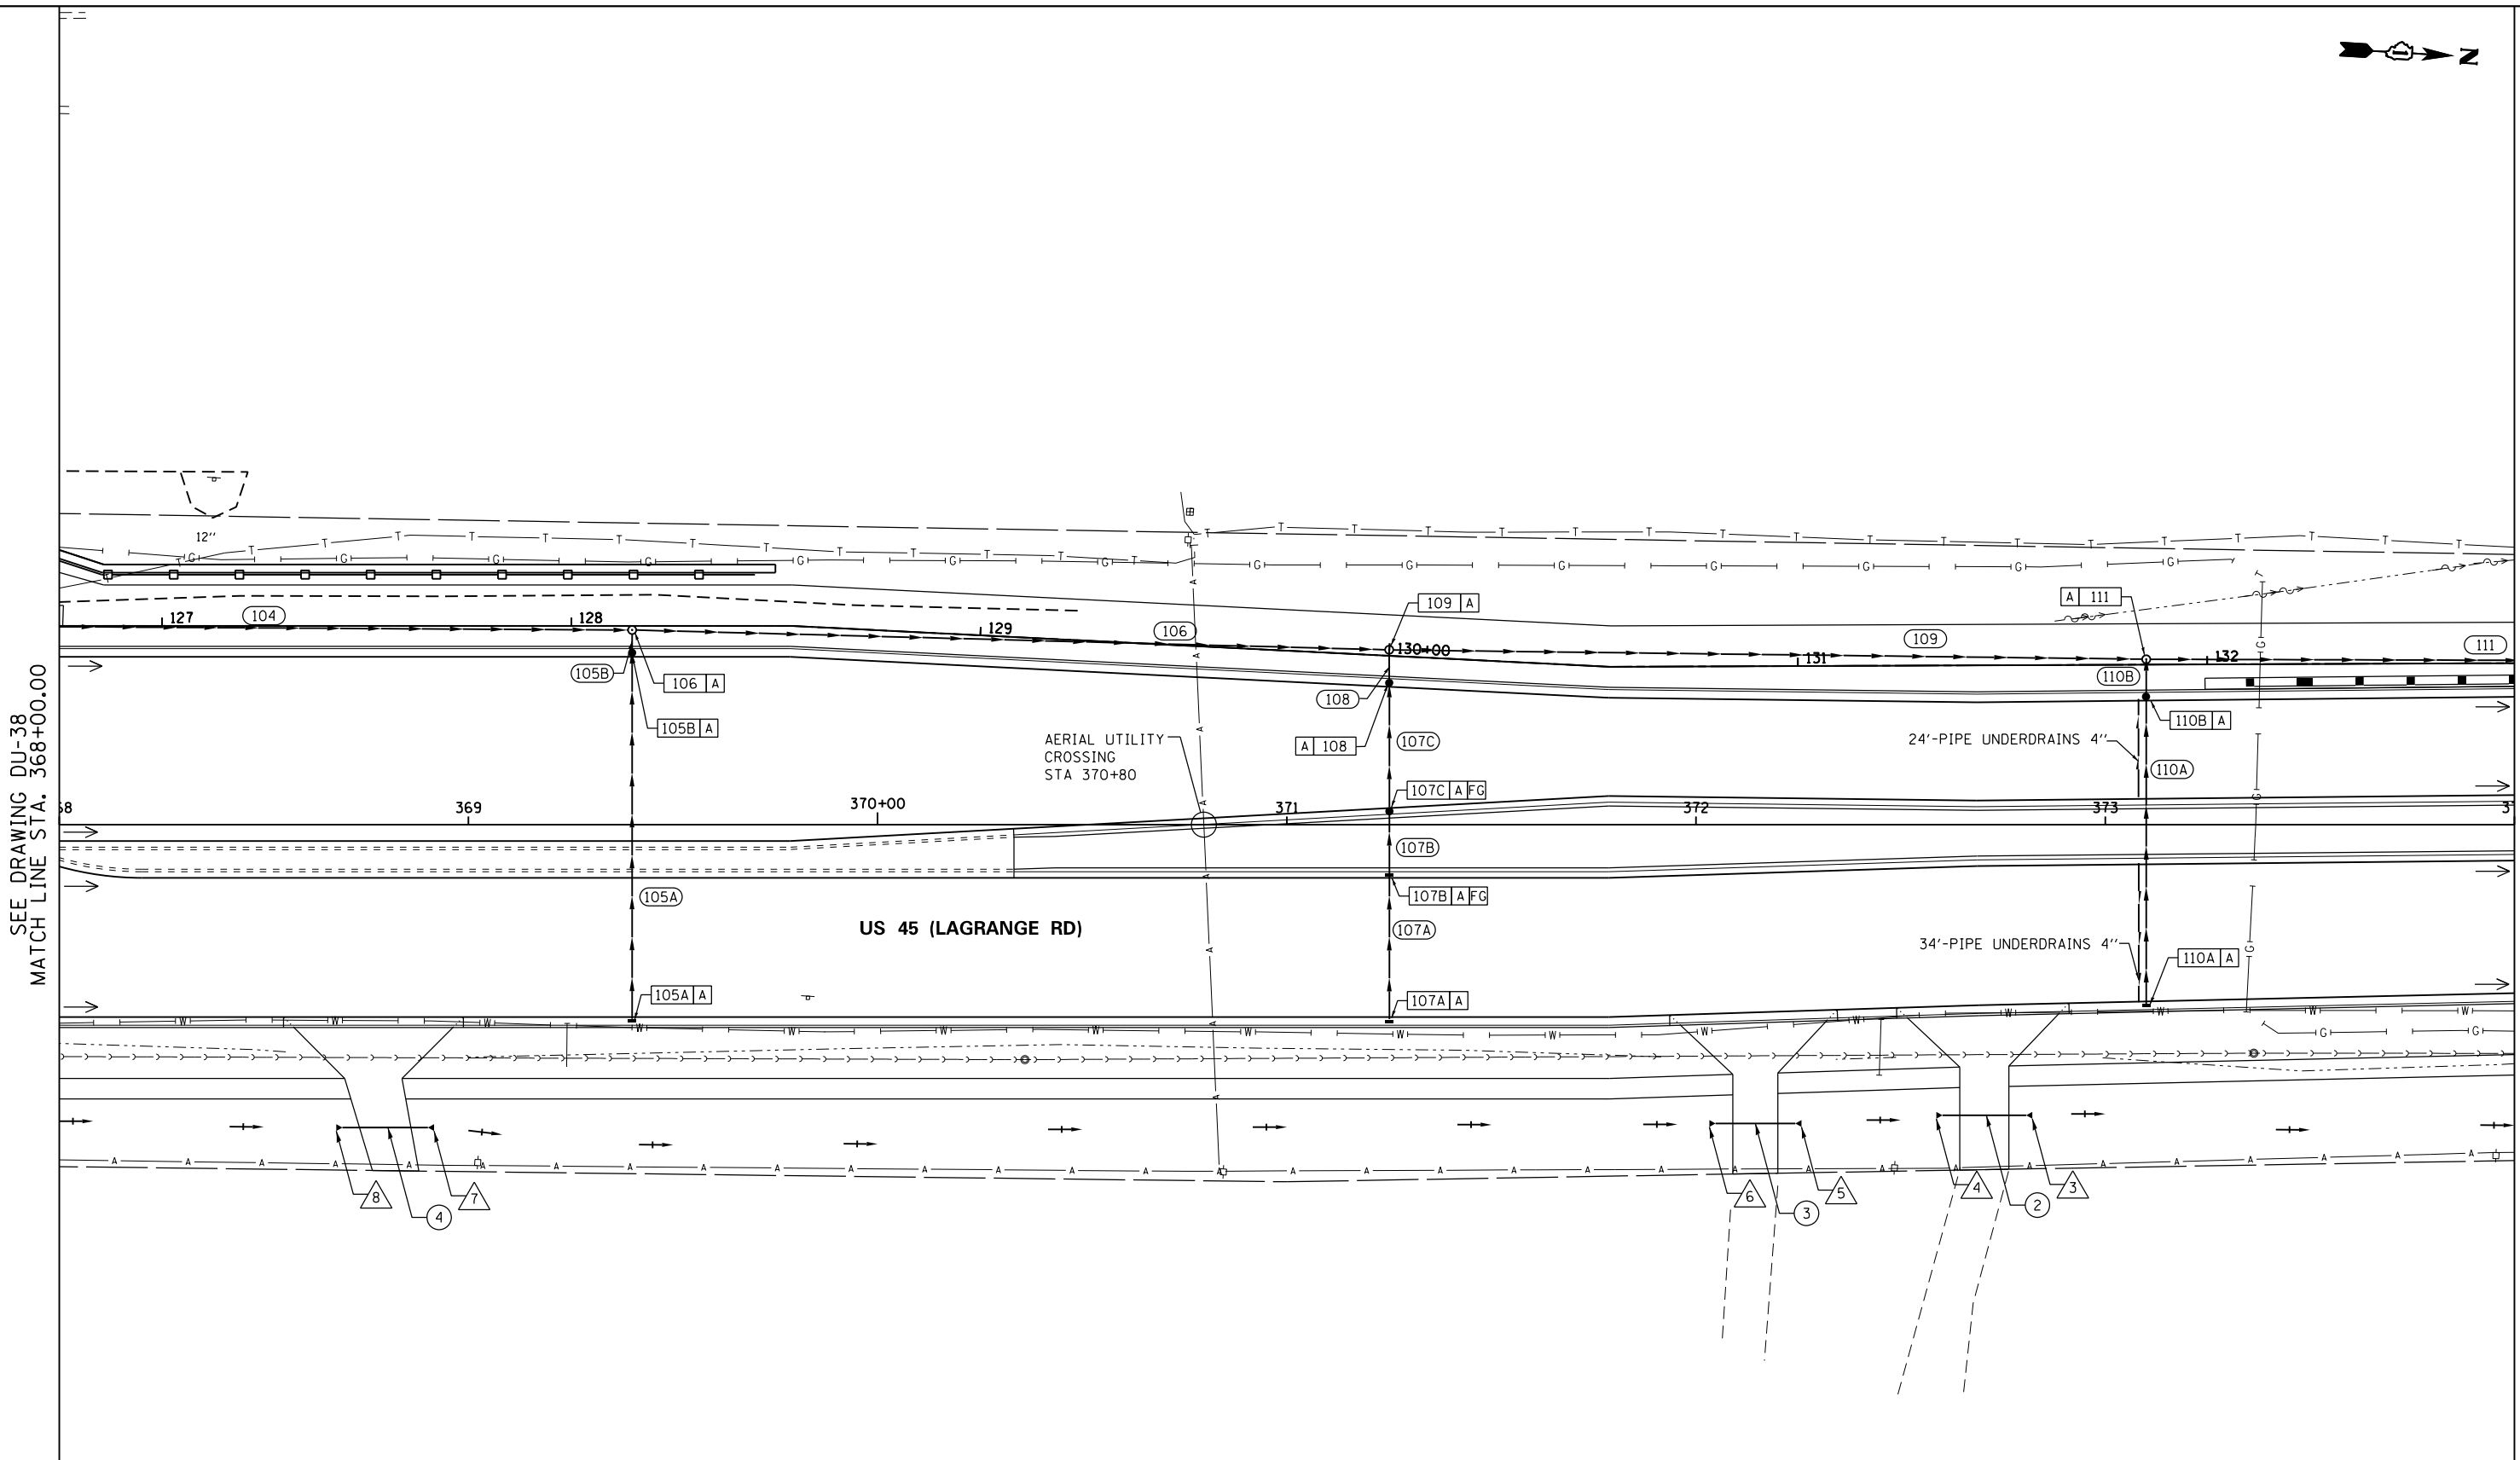 N
SEE DRAWING DU-38
MATCH LINE STA. 368+00.00
12''
T T T T T T T T T T T T T T T T T T T T T T T T T T T T T T T
G G G G G G G G G G G G G G
127
104
128
129
106
109 A
130+00
131
109
A 111
132
111
105B
106 A
105B A
108
A 108
107C
110B
110B A
AERIAL UTILITY
CROSSING
STA 370+80
24'-PIPE UNDERDRAINS 4''
110A
107C A FG
68
369
370+00
371
372
373
3
107B
107B A FG
105A
107A
US 45 (LAGRANGE RD)
34'-PIPE UNDERDRAINS 4''
110A A
105A A
107A A
W W W W W W W W W W W W W W W W
G G
A A A A A A A A A A A A A A A A A A A A A A A A A A A A A A A A
8
7
4
6
5
3
4
3
2